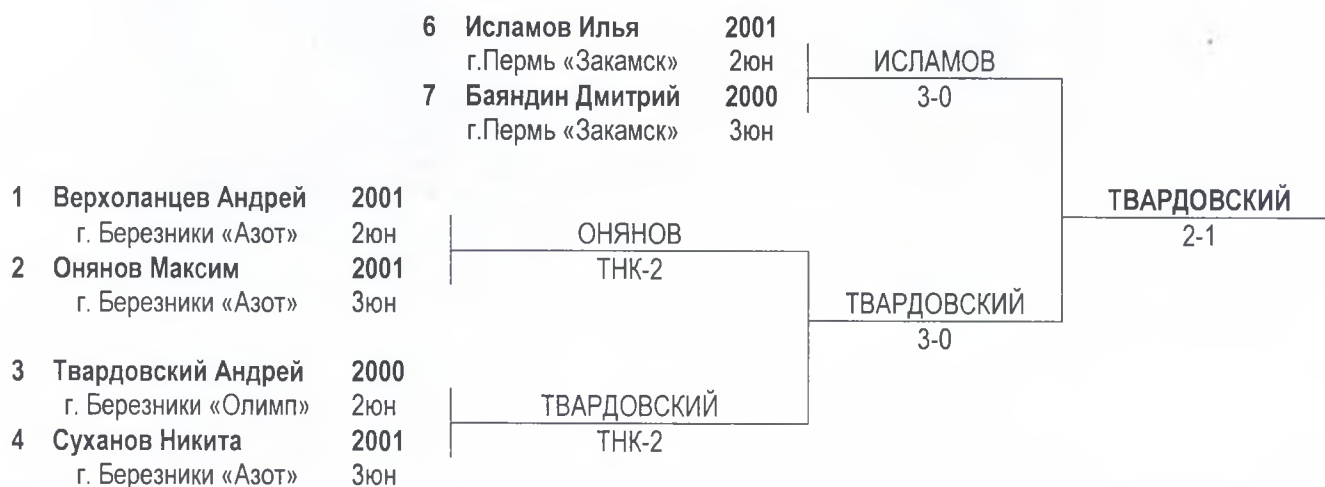 6 Исламов Илья 2001
г.Пермь «Закамск» 2юн
ИСЛАМОВ
7 Баяндин Дмитрий 2000
3-0
г.Пермь «Закамск» 3юн
1 Верхоланцев Андрей 2001
ТВАРДОВСКИЙ
г. Березники «Азот» 2юн
ОНЯНОВ
2-1
2 Онянов Максим 2001
ТНК-2
г. Березники «Азот» 3юн
ТВАРДОВСКИЙ
3-0
3 Твардовский Андрей 2000
г. Березники «Олимп» 2юн
ТВАРДОВСКИЙ
4 Суханов Никита 2001
ТНК-2
г. Березники «Азот» 3юн